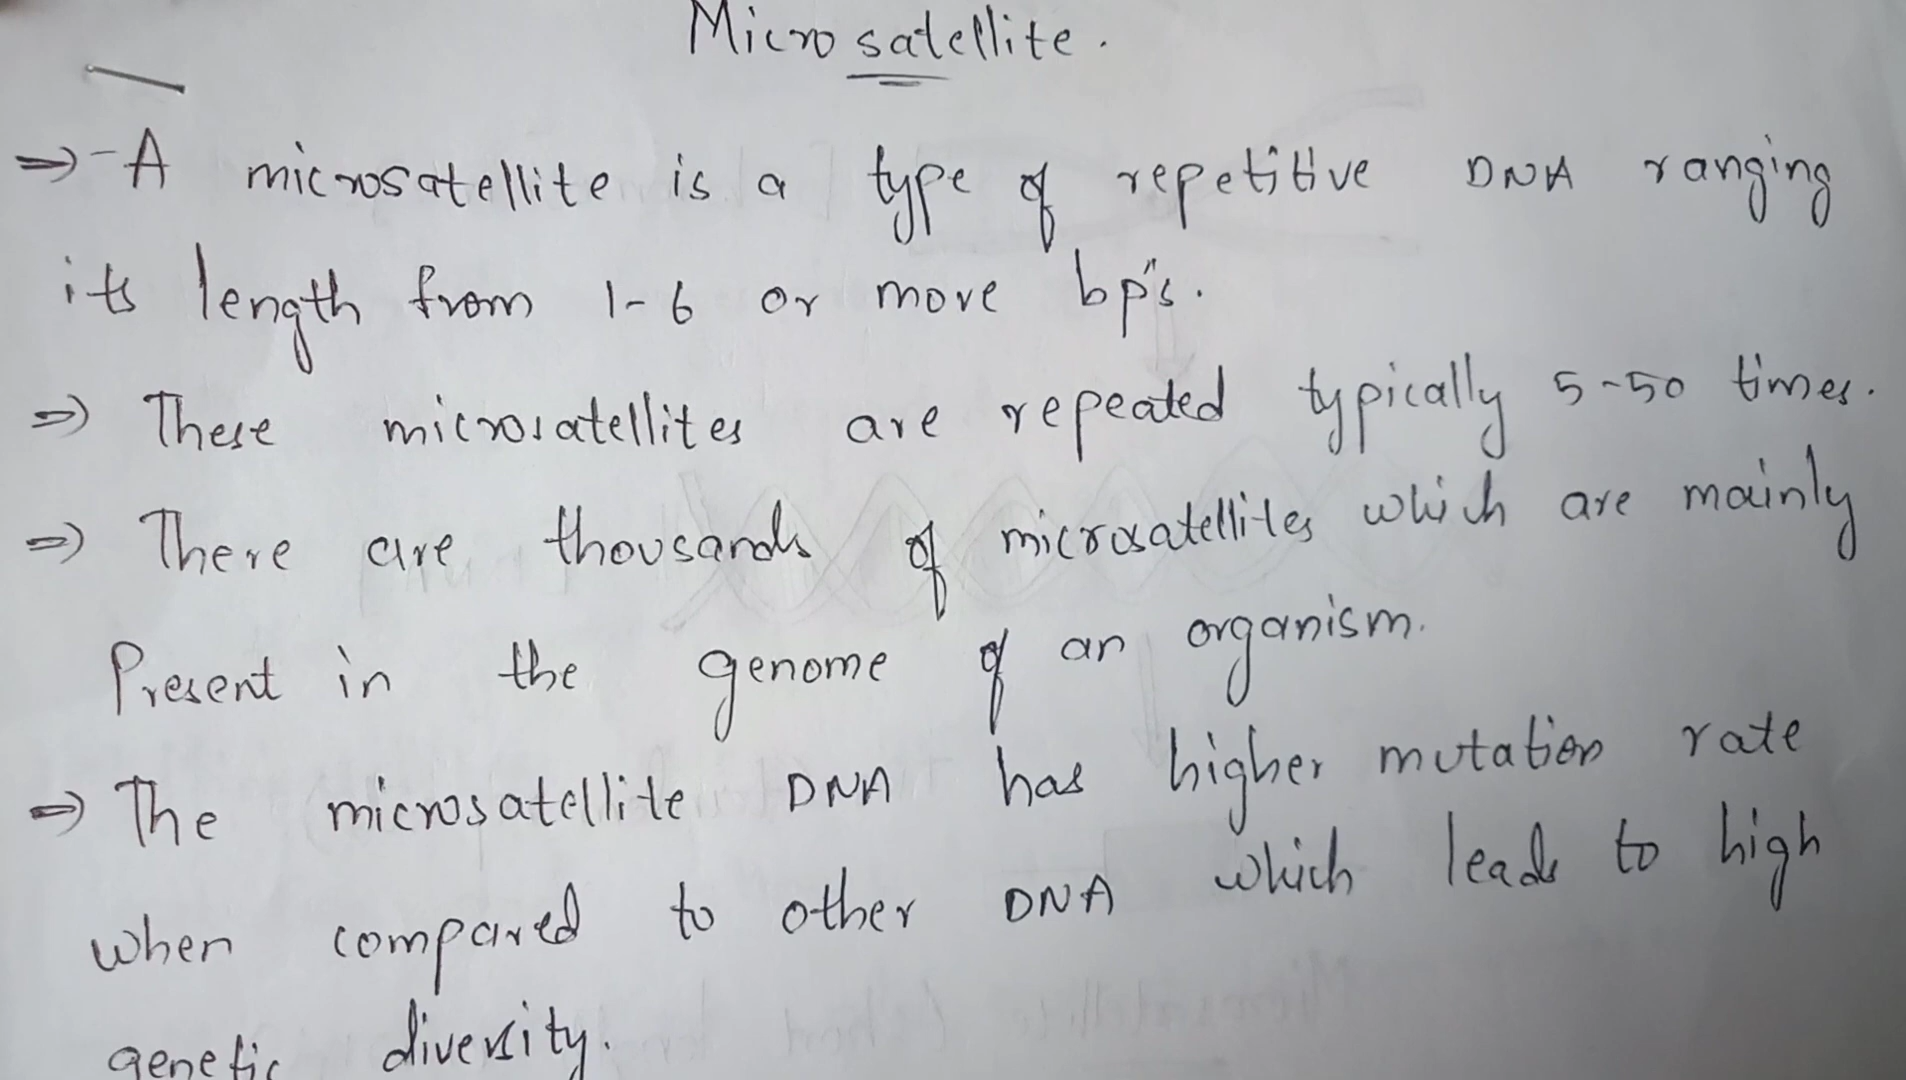 Microsatellite.
⇒ A microsatellite is a type of repetitive DNA ranging
its length from 1-6 or more bp's.
⇒ These microsatellites are repeated typically 5-50 times.
⇒ There are thousands of microsatellites which are mainly
Present in the genome of an organism.
⇒ The microsatellite DNA has higher mutation rate
when compared to other DNA which leads to high
genetic diversity.